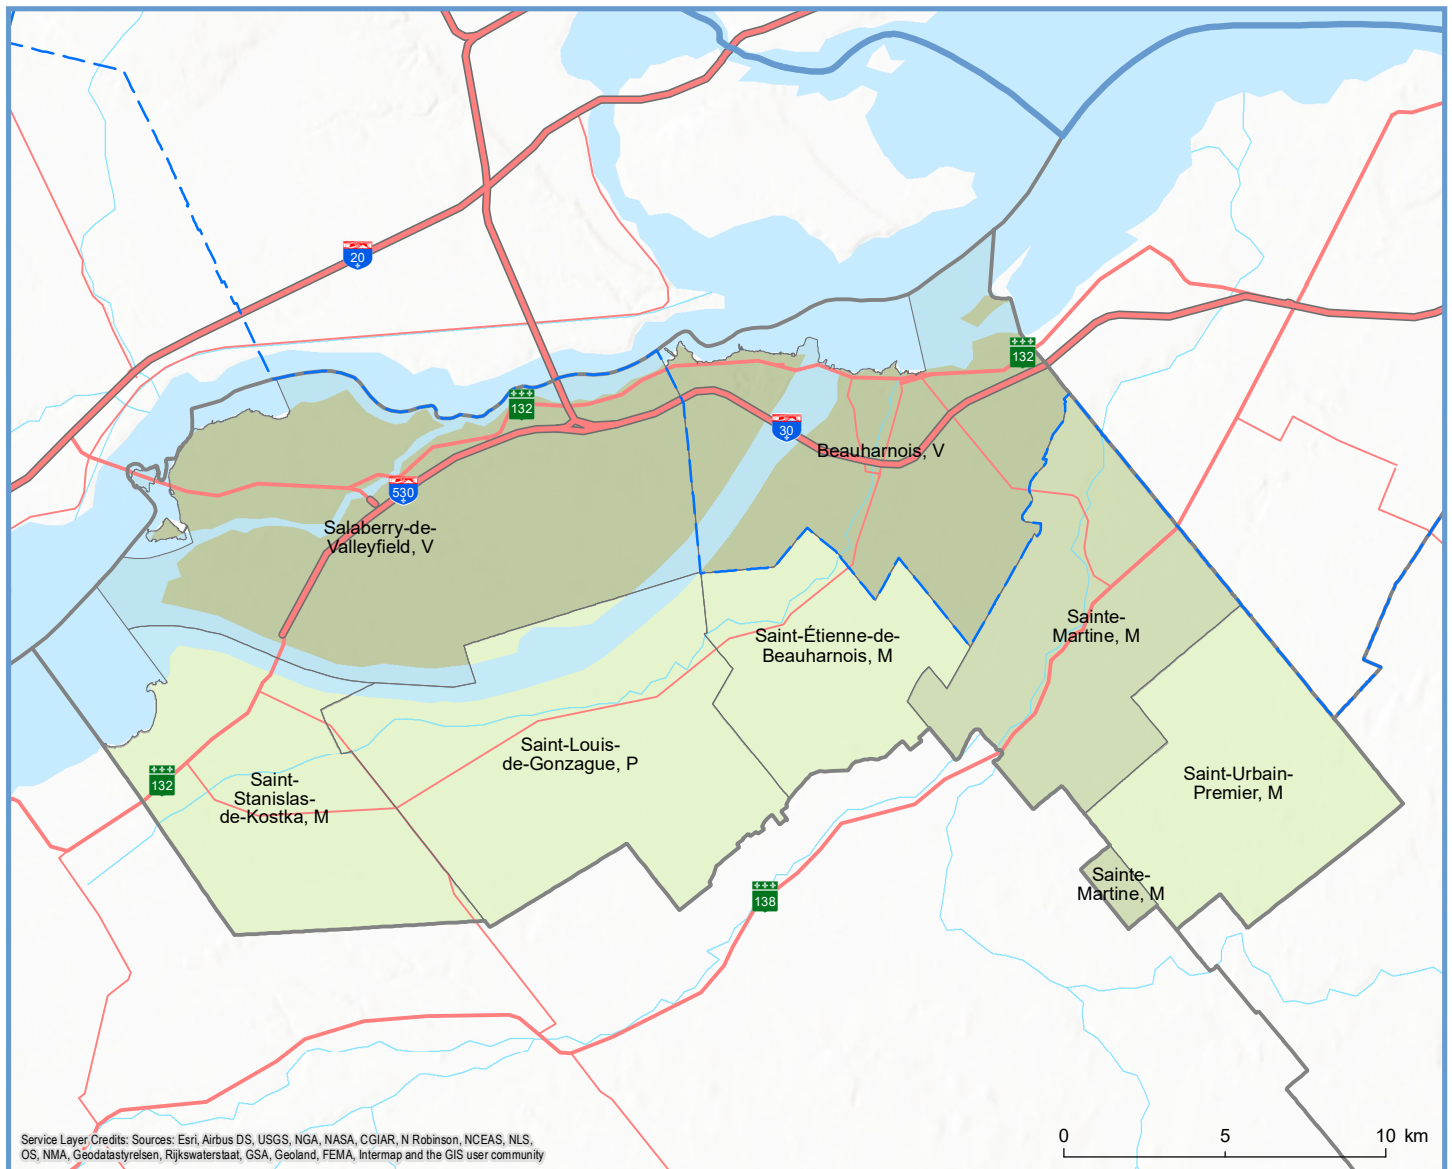 20
132
132
30
Beauharnois, V
530
Salaberry-de-
Valleyfield, V
Sainte-
Martine, M
Saint-Étienne-de-
Beauharnois, M
Saint-Louis-
de-Gonzague, P
Saint-Urbain-
Premier, M
132
Saint-
Stanislas-
de-Kostka, M
Sainte-
Martine, M
138
Service Layer Credits: Sources: Esri, Airbus DS, USGS, NGA, NASA, CGIAR, N Robinson, NCEAS, NLS,
OS, NMA, Geodatastyrelsen, Rijkswaterstaat, GSA, Geoland, FEMA, Intermap and the GIS user community
0 5 10 km